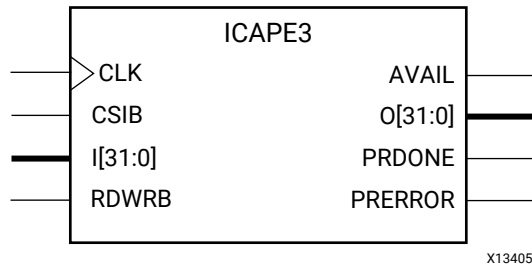 ICAPE3
CLK
CSIB
I[31:0]
RDWRB
AVAIL
O[31:0]
PRDONE
PRERROR
X13405